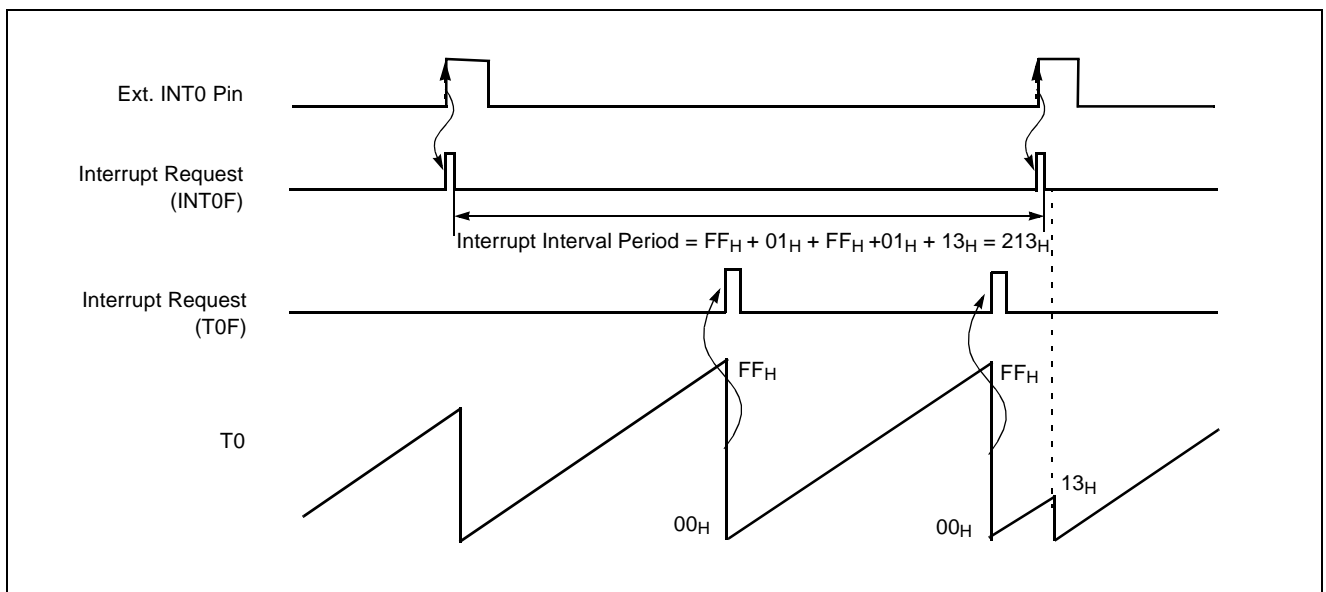 Ext. INT0 Pin
Interrupt Request
(INT0F)
Interrupt Interval Period = FFH + 01H + FFH +01H + 13H = 213H
Interrupt Request
(T0F)
FFH
FFH
T0
13H
00H
00H